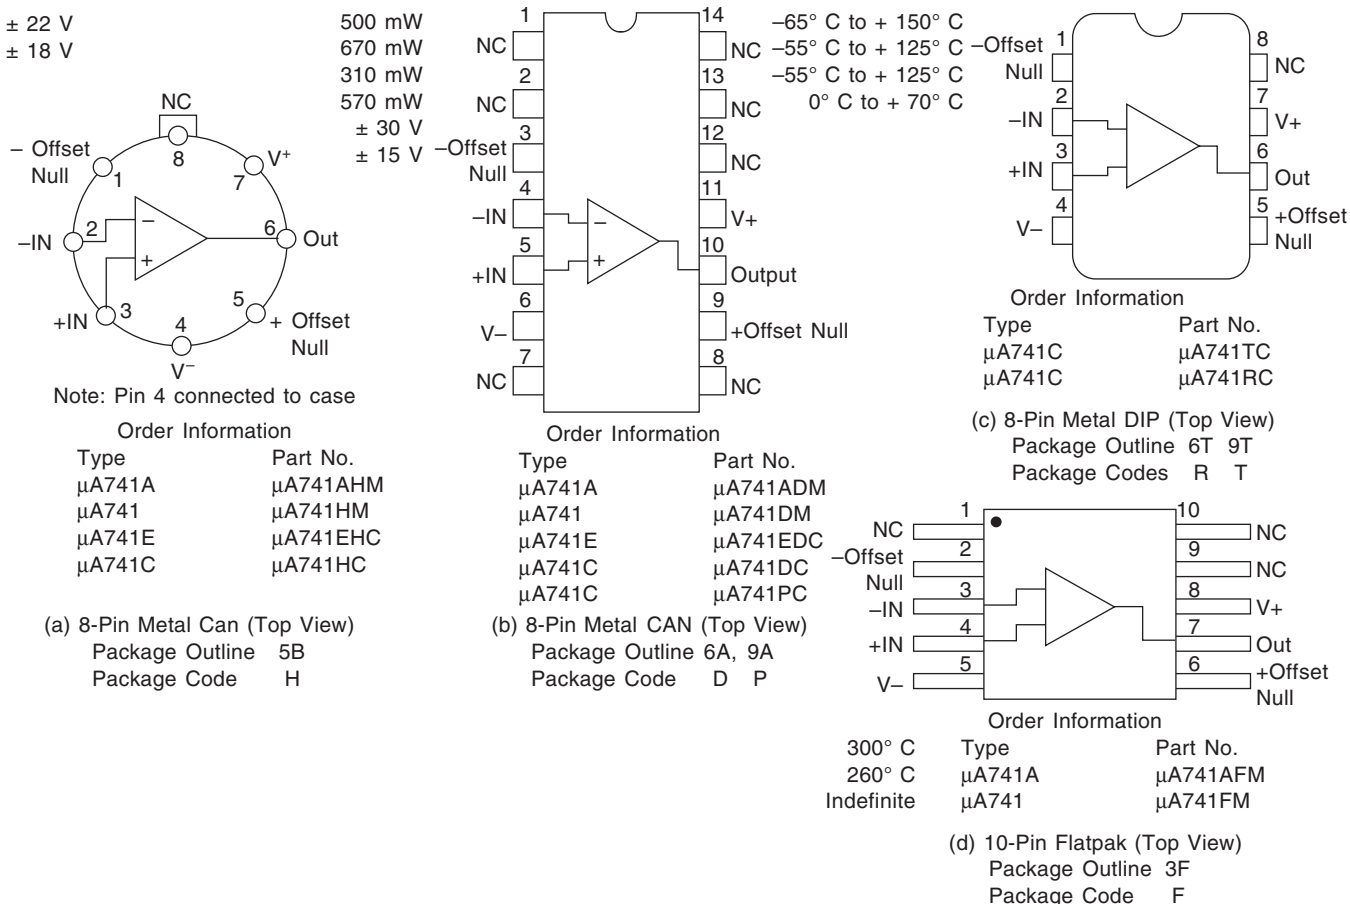 ± 22 V
± 18 V
500 mW
670 mW
310 mW
570 mW
± 30 V
± 15 V
–65° C to + 150° C
–55° C to + 125° C
–55° C to + 125° C
0° C to + 70° C
NC
8
– Offset
Null
1
V+
7
–IN
2
–
6
Out
+
+IN
3
5
+ Offset
Null
4
V–
Note: Pin 4 connected to case
Order Information
Type Part No.
µA741A µA741AHM
µA741 µA741HM
µA741E µA741EHC
µA741C µA741HC
(a) 8-Pin Metal Can (Top View)
Package Outline 5B
Package Code H
1 14
NC NC
2 13
NC NC
3 12
–Offset
Null
NC
4 11
–IN – V+
5 10
+IN + Output
6 9
V– +Offset Null
7 8
NC NC
Order Information
Type Part No.
µA741A µA741ADM
µA741 µA741DM
µA741E µA741EDC
µA741C µA741DC
µA741C µA741PC
(b) 8-Pin Metal CAN (Top View)
Package Outline 6A, 9A
Package Code D P
1 8
–Offset
Null
NC
2 7
–IN V+
3 6
+IN Out
4 5
V– +Offset
Null
Order Information
Type Part No.
µA741C µA741TC
µA741C µA741RC
(c) 8-Pin Metal DIP (Top View)
Package Outline 6T 9T
Package Codes R T
1 10
NC NC
2 9
–Offset
Null
NC
3 8
–IN V+
4 7
+IN Out
5 6
V– +Offset
Null
Order Information
300° C
260° C
Indefinite
Type Part No.
µA741A µA741AFM
µA741 µA741FM
(d) 10-Pin Flatpak (Top View)
Package Outline 3F
Package Code F